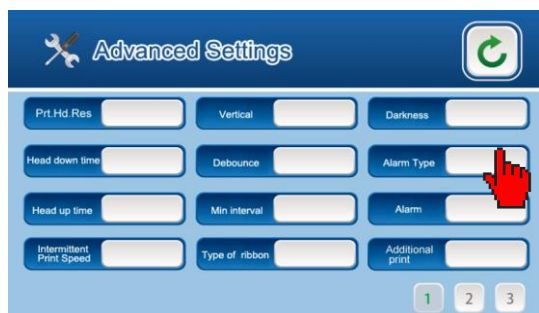 Advanced Settings
Prt.Hd.Res
Vertical
Darkness
Head down time
Debounce
Alarm Type
Head up time
Min interval
Alarm
Intermittent
Print Speed
Type of ribbon
Additional
print
1 2 3